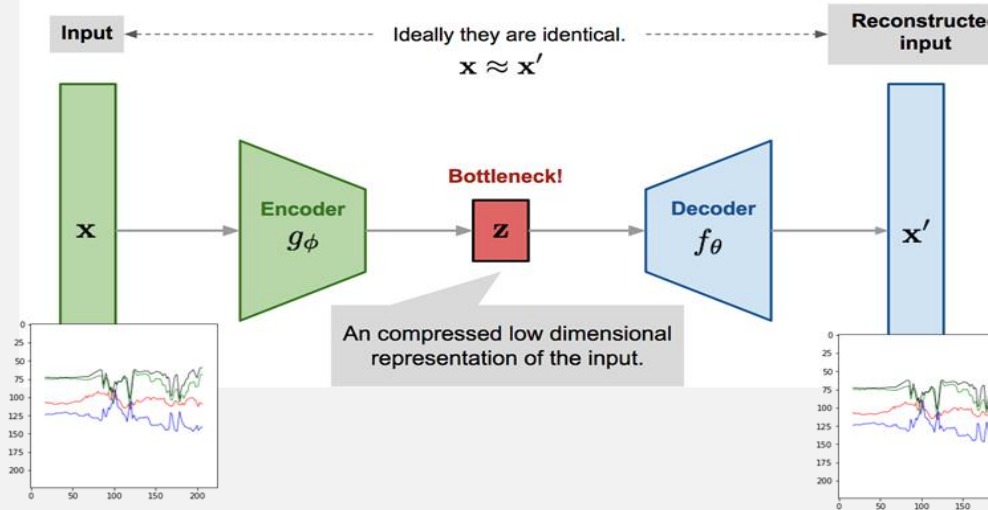 Input
Ideally they are identical.
x ≈ x′
Reconstructe
input
Bottleneck!
x
Encoder
gϕ
z
Decoder
fθ
x′
An compressed low dimensional
representation of the input.
0
25
50
75
100
125
150
175
200
0 50 100 150 200
0
25
50
75
100
125
150
175
200
0 50 100 150